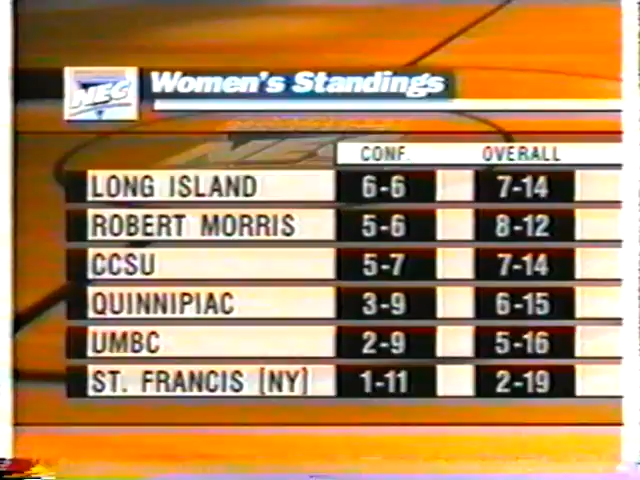 NEC Women's Standings
CONF. OVERALL
LONG ISLAND 6-6 7-14
ROBERT MORRIS 5-6 8-12
CCSU 5-7 7-14
QUINNIPIAC 3-9 6-15
UMBC 2-9 5-16
ST. FRANCIS (NY) 1-11 2-19